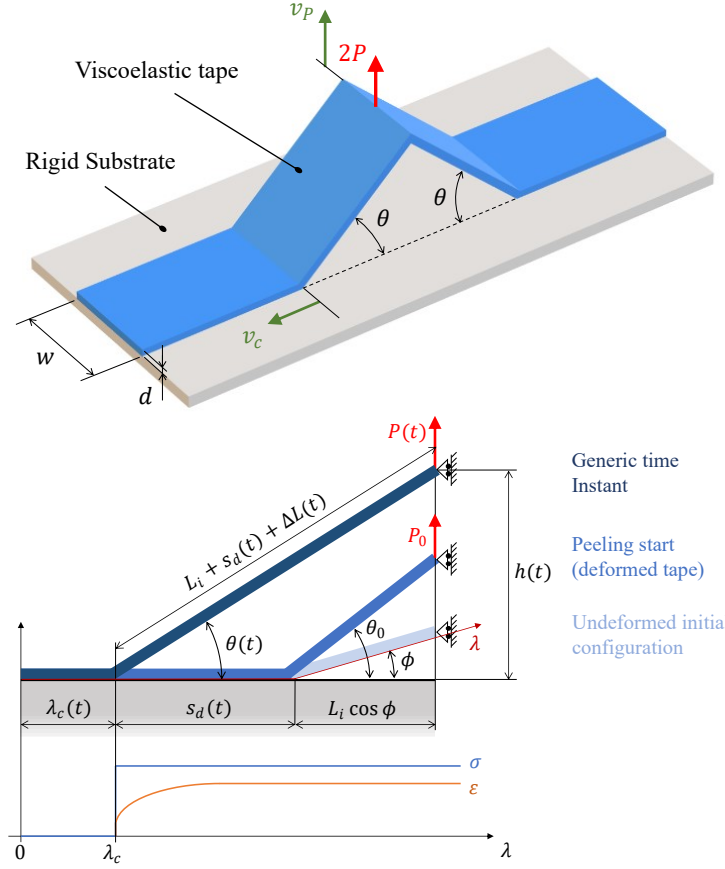 v_P
2P
Viscoelastic tape
Rigid Substrate
θ
θ
v_c
w
d
P(t)
Generic time
Instant
L_i + s_d(t) + ΔL(t)
P_0
Peeling start
(deformed tape)
h(t)
θ(t)
θ_0
ϕ
λ
Undeformed initia
configuration
λ_c(t)
s_d(t)
L_i cos ϕ
σ
ε
0
λ_c
λ